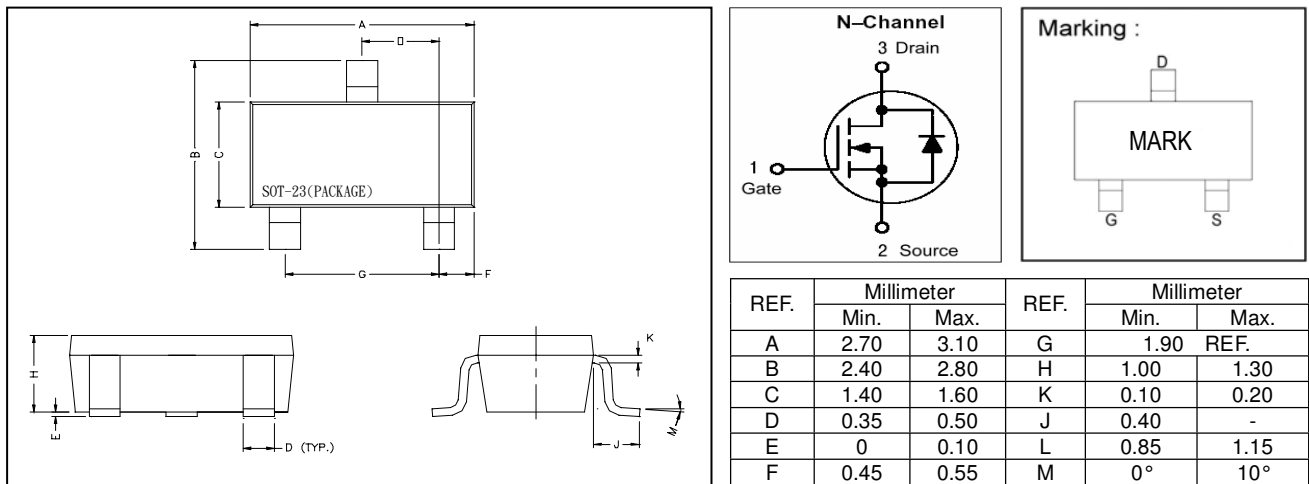 A
B
C
SOT-23(PACKAGE)
G
F
H
E
D (TYP.)
K
J
M
N–Channel
3 Drain
1
Gate
2 Source
Marking :
D
MARK
G
S
REF. Millimeter REF. Millimeter
Min. Max. Min. Max.
A 2.70 3.10 G 1.90 REF.
B 2.40 2.80 H 1.00 1.30
C 1.40 1.60 K 0.10 0.20
D 0.35 0.50 J 0.40 -
E 0 0.10 L 0.85 1.15
F 0.45 0.55 M 0° 10°